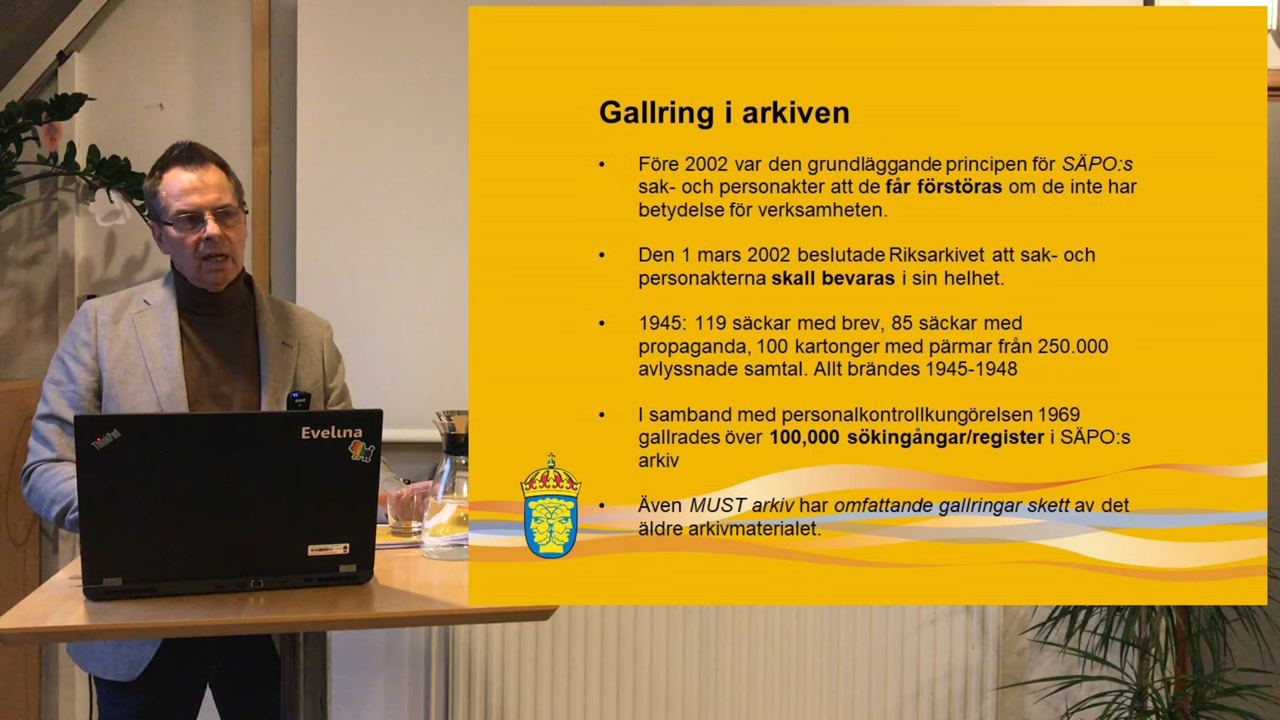 Gallring i arkiven
• Före 2002 var den grundläggande principen för SÄPO:s
sak- och personakter att de får förstöras om de inte har
betydelse för verksamheten.
• Den 1 mars 2002 beslutade Riksarkivet att sak- och
personakterna skall bevaras i sin helhet.
• 1945: 119 säckar med brev, 85 säckar med
propaganda, 100 kartonger med pärmar från 250.000
avlyssnade samtal. Allt brändes 1945-1948
• I samband med personalkontrollkungörelsen 1969
gallrades över 100,000 sökingångar/register i SÄPO:s
arkiv
• Även MUST arkiv har omfattande gallringar skett av det
äldre arkivmaterialet.
ThinkPad
Evelina